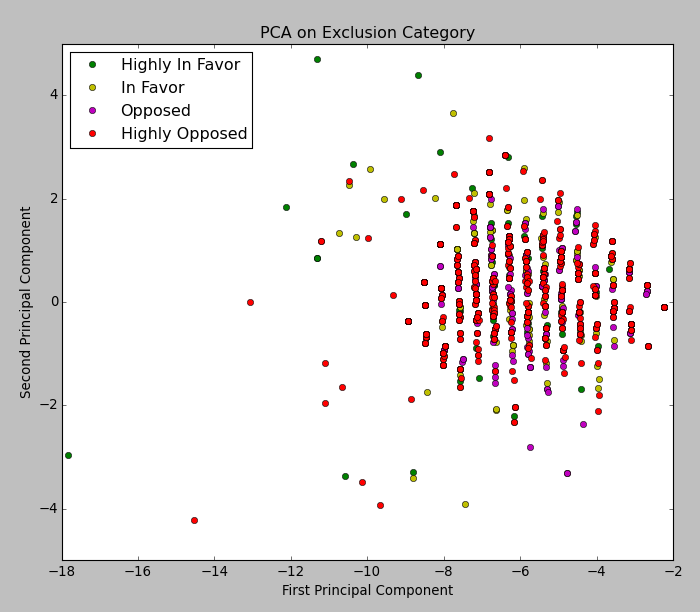 PCA on Exclusion Category
Highly In Favor
In Favor
Opposed
Highly Opposed
4
2
0
−2
−4
Second Principal Component
−18 −16 −14 −12 −10 −8 −6 −4 −2
First Principal Component